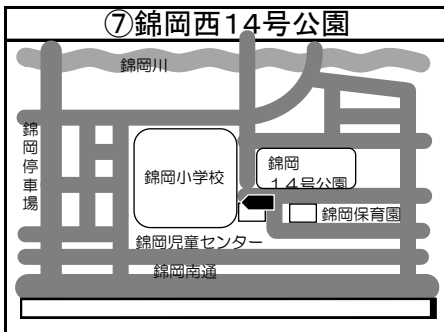 ⑦錦岡西14号公園
錦岡川
錦岡停車場
錦岡小学校
錦岡
14号公園
錦岡保育園
錦岡児童センター
錦岡南通